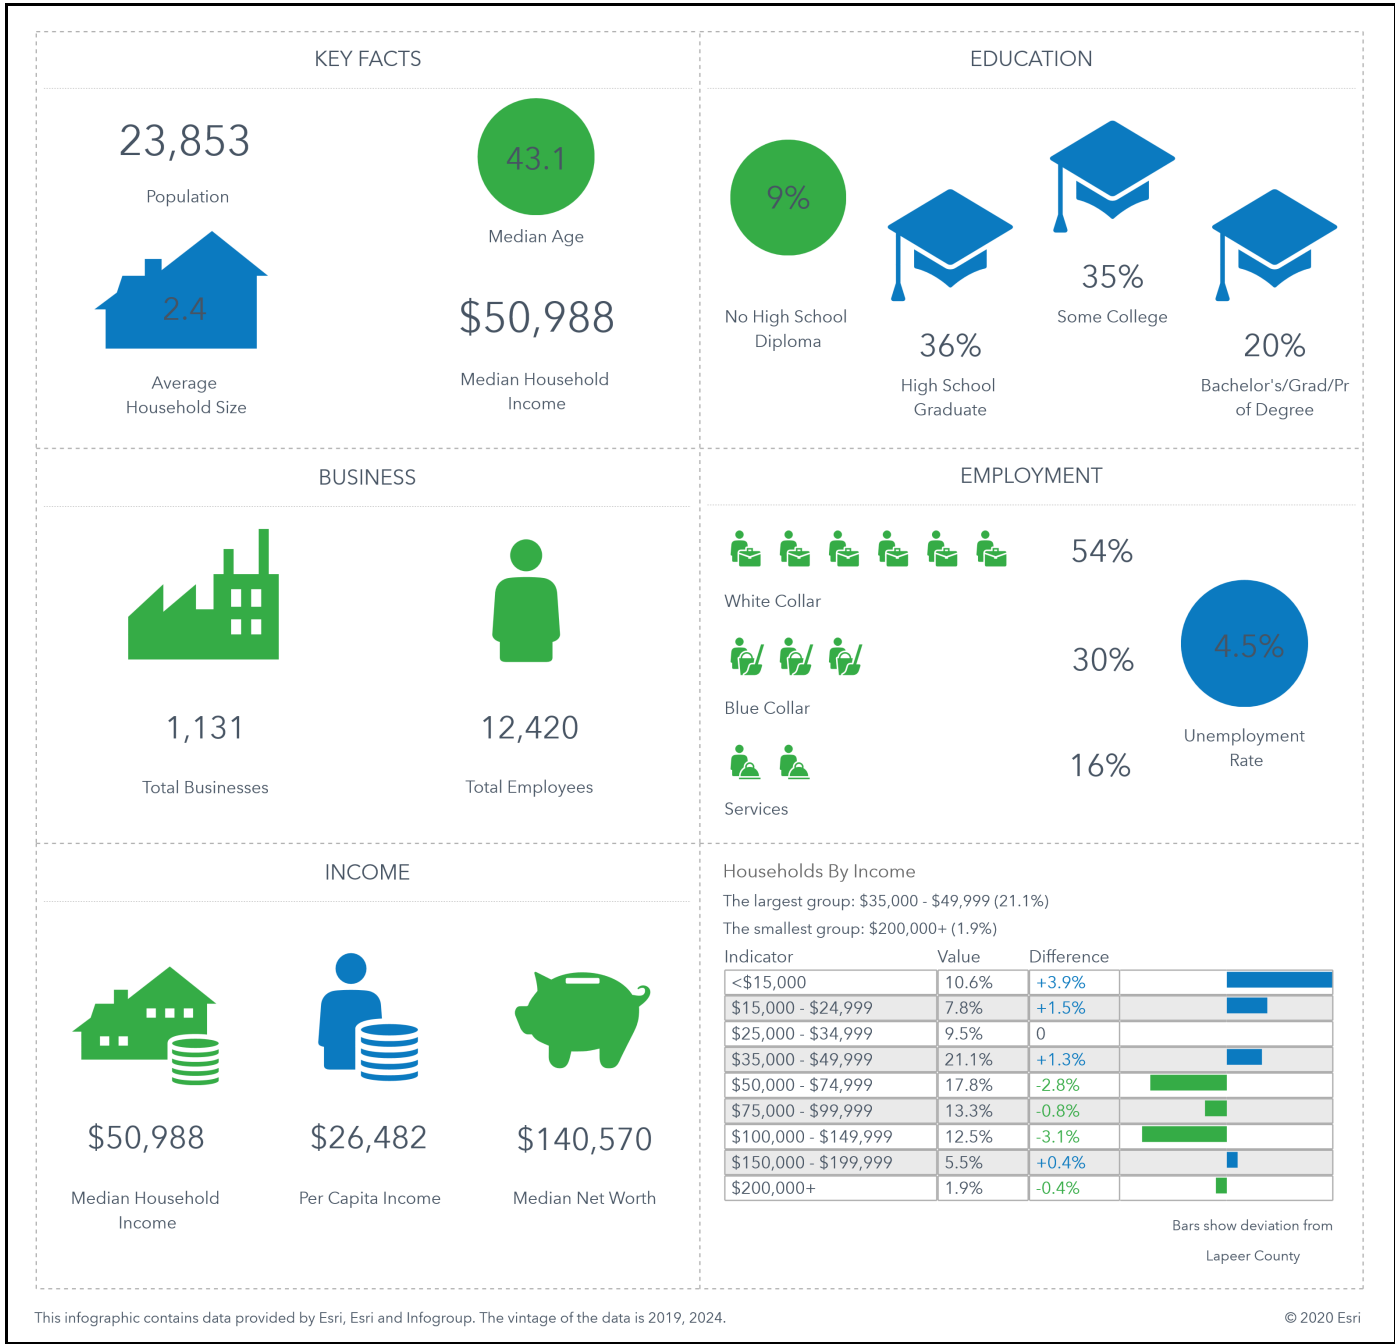 KEY FACTS
23,853
Population
43.1
Median Age
2.4
Average
Household Size
$50,988
Median Household
Income
EDUCATION
9%
No High School
Diploma
36%
High School
Graduate
35%
Some College
20%
Bachelor's/Grad/Pr
of Degree
BUSINESS
1,131
Total Businesses
12,420
Total Employees
EMPLOYMENT
54%
White Collar
30%
Blue Collar
16%
Services
4.5%
Unemployment
Rate
INCOME
$50,988
Median Household
Income
$26,482
Per Capita Income
$140,570
Median Net Worth
Households By Income
The largest group: $35,000 - $49,999 (21.1%)
The smallest group: $200,000+ (1.9%)
Indicator Value Difference
<$15,000 10.6% +3.9%
$15,000 - $24,999 7.8% +1.5%
$25,000 - $34,999 9.5% 0
$35,000 - $49,999 21.1% +1.3%
$50,000 - $74,999 17.8% -2.8%
$75,000 - $99,999 13.3% -0.8%
$100,000 - $149,999 12.5% -3.1%
$150,000 - $199,999 5.5% +0.4%
$200,000+ 1.9% -0.4%
Bars show deviation from
Lapeer County
This infographic contains data provided by Esri, Esri and Infogroup. The vintage of the data is 2019, 2024.
© 2020 Esri